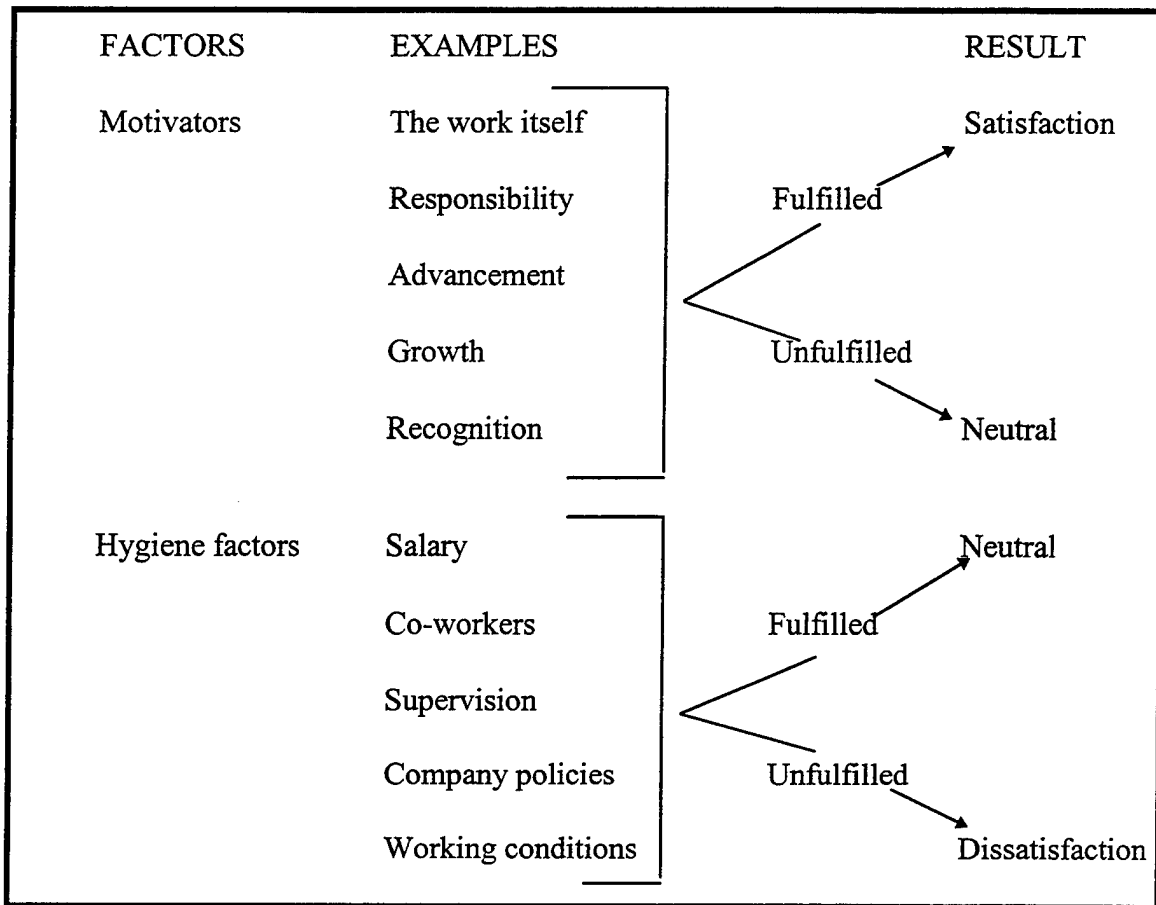 FACTORS EXAMPLES RESULT
Motivators The work itself Satisfaction
Responsibility Fulfilled
Advancement
Growth Unfulfilled
Recognition Neutral
Hygiene factors Salary Neutral
Co-workers Fulfilled
Supervision
Company policies Unfulfilled
Working conditions Dissatisfaction